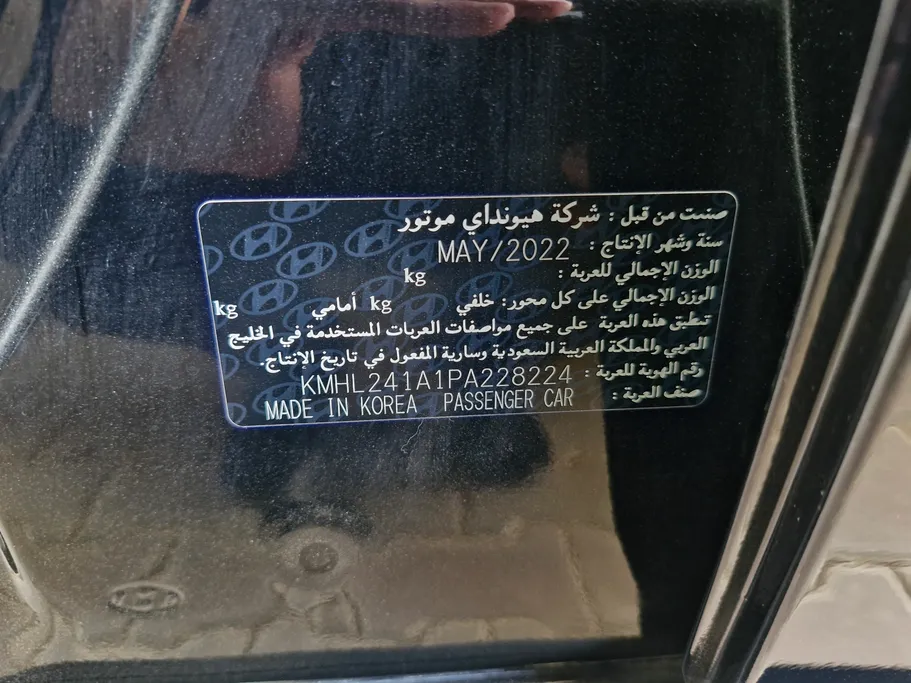 صنعت من قبل : شركة هيونداي موتور
سنة وشهر الإنتاج : MAY/2022
الوزن الإجمالي للعربة : kg
الوزن الإجمالي على كل محور: خلفي kg أمامي kg
تطبق هذه العربة على جميع مواصفات العربات المستخدمة في الخليج
العربي والمملكة العربية السعودية وسارية المفعول في تاريخ الإنتاج.
رقم الهوية للعربة : KMHL241A1PA228224
صنف العربة : PASSENGER CAR MADE IN KOREA